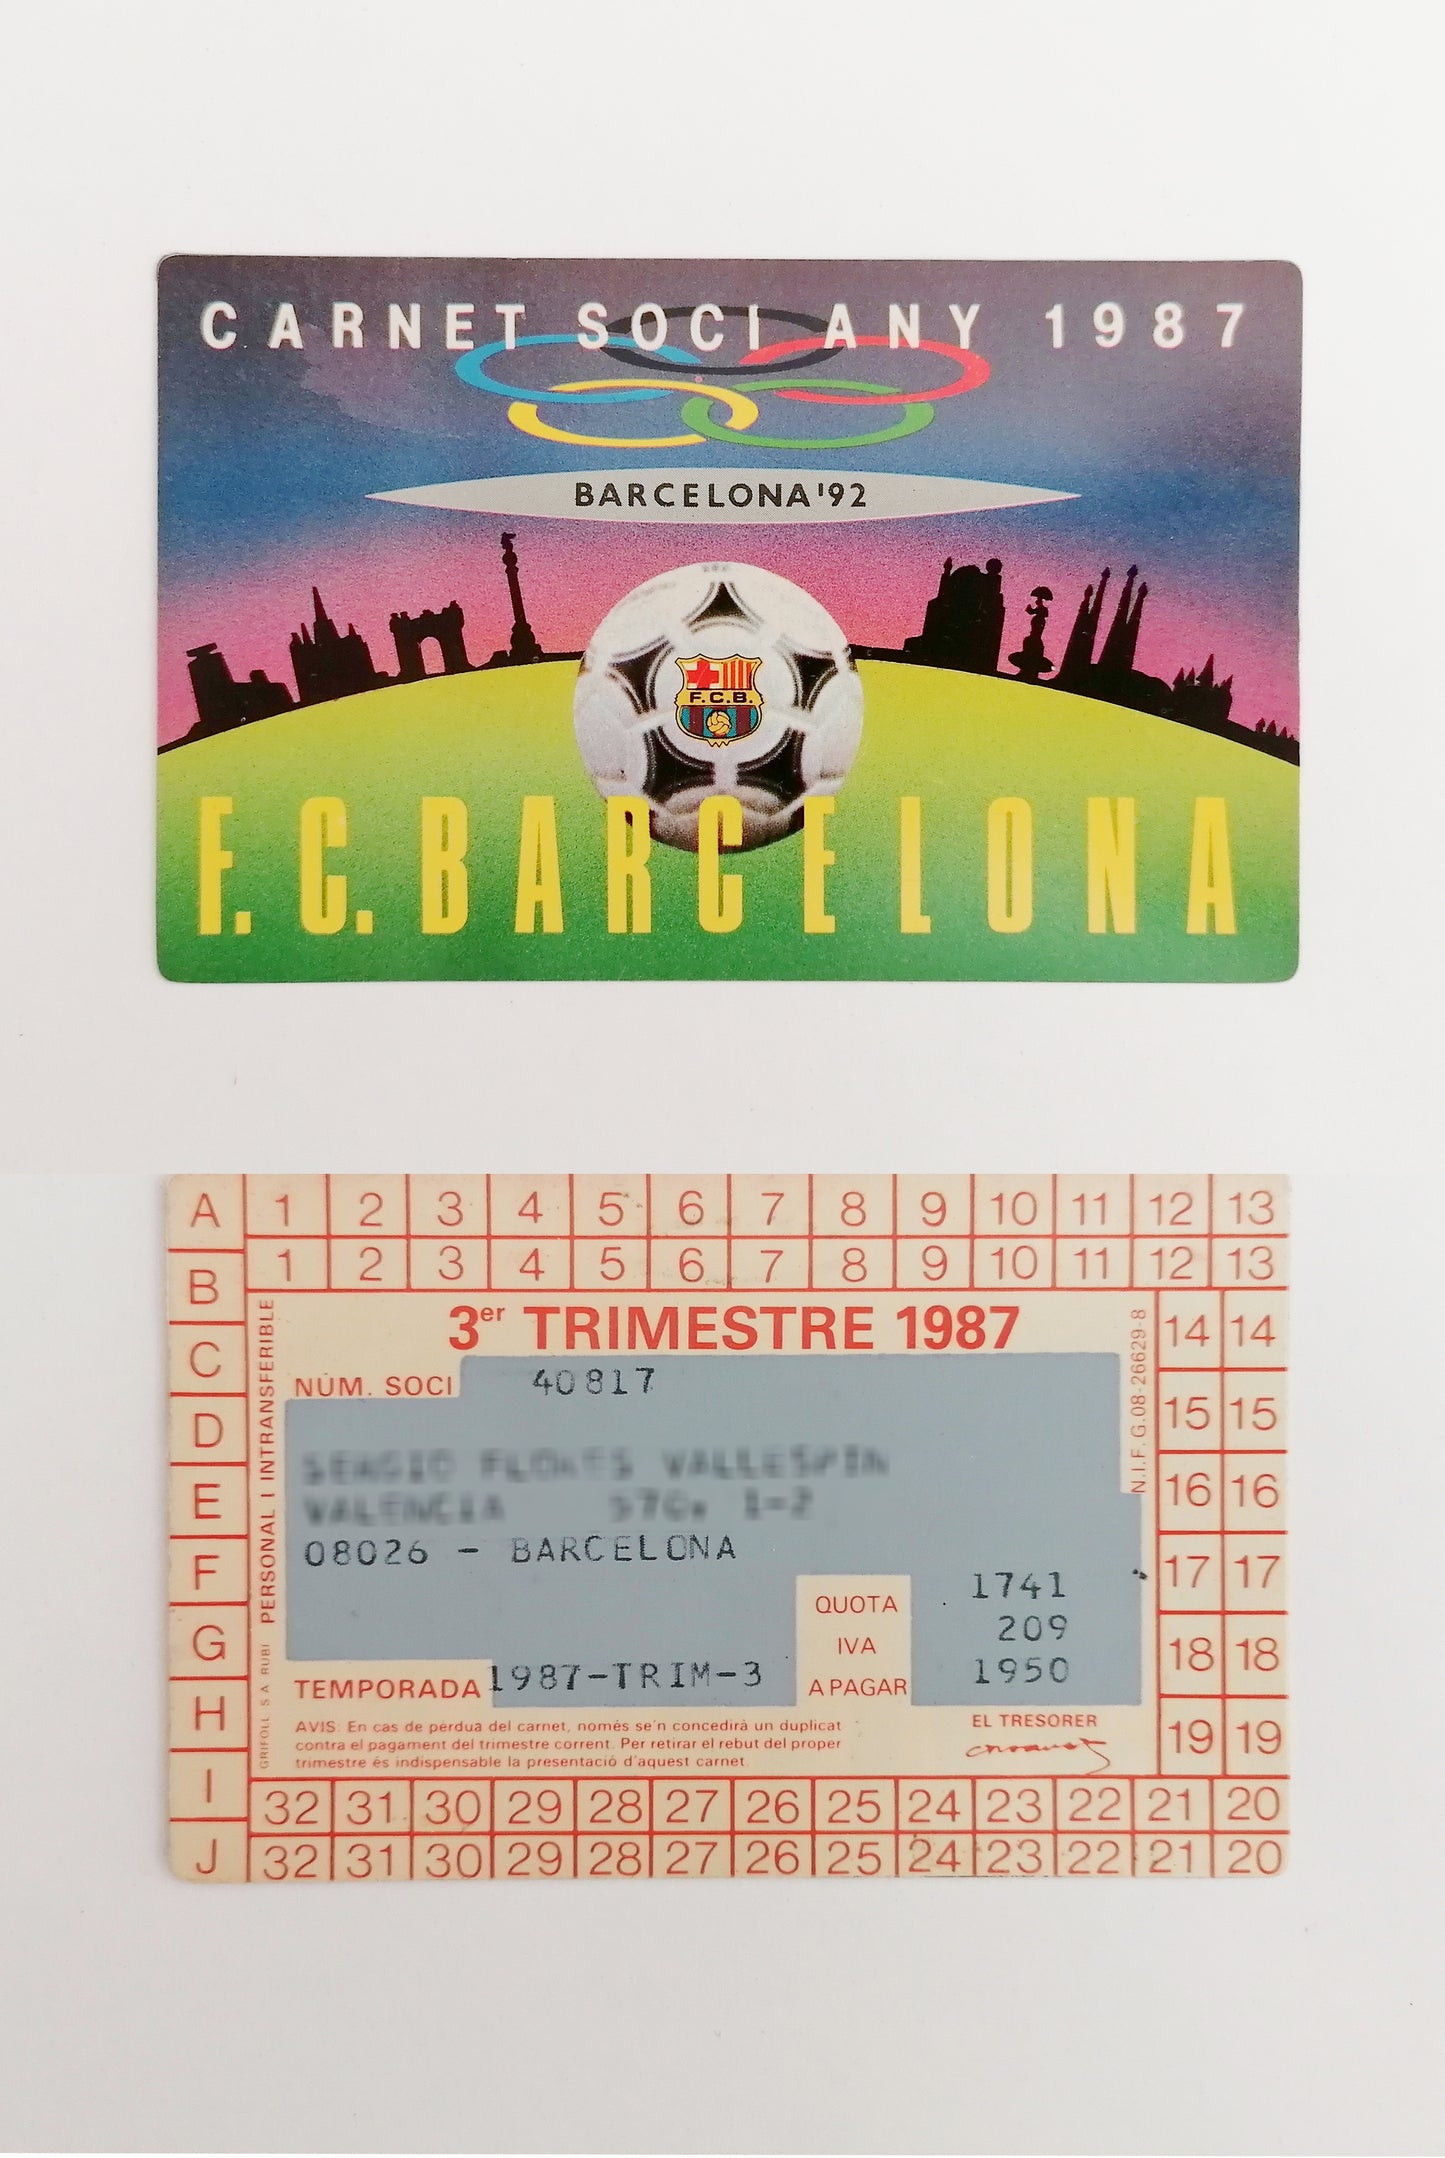 CARNET SOCI ANY 1987
BARCELONA'92
F.C.B.
F.C. BARCELONA
A 1 2 3 4 5 6 7 8 9 10 11 12 13
B 1 2 3 4 5 6 7 8 9 10 11 12 13
C
D
E
F
G
H
I
J
3er TRIMESTRE 1987
NÚM. SOCI 40817
08026 - BARCELONA
QUOTA 1741
IVA 209
A PAGAR 1950
TEMPORADA 1987-TRIM-3
AVIS: En cas de pèrdua del carnet, només se'n concedirà un duplicat
contra el pagament del trimestre corrent. Per retirar el rebut del proper
trimestre és indispensable la presentació d'aquest carnet.
EL TRESORER
PERSONAL I INTRANSFERIBLE
GRIFOLL S A RUBI
N.I.F. G.08-26629-8
14 14
15 15
16 16
17 17
18 18
19 19
32 31 30 29 28 27 26 25 24 23 22 21 20
32 31 30 29 28 27 26 25 24 23 22 21 20